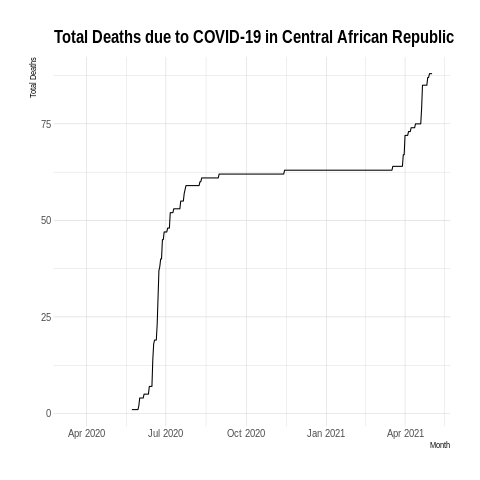 Total Deaths due to COVID-19 in Central African Republic
Total Deaths
75
50
25
0
Apr 2020 Jul 2020 Oct 2020 Jan 2021 Apr 2021
Month